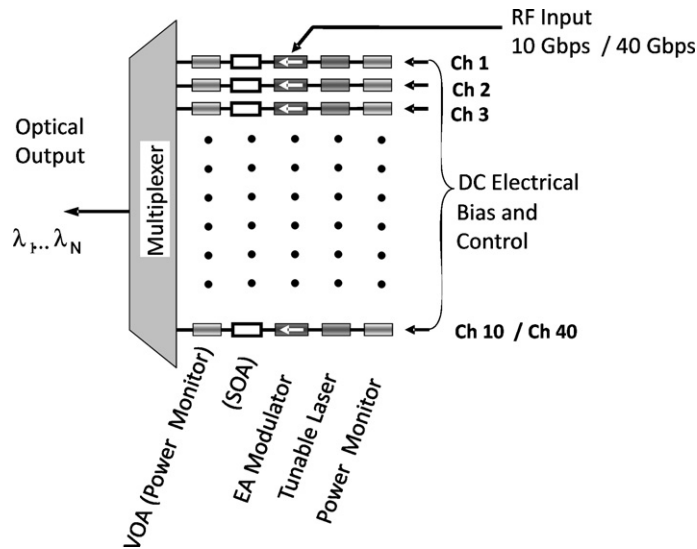 RF Input
10 Gbps / 40 Gbps
Ch 1
Ch 2
Ch 3
Optical
Output
Multiplexer
DC Electrical
Bias and
Control
λ1... λN
Ch 10 / Ch 40
VOA (Power Monitor)
(SOA)
EA Modulator
Tunable Laser
Power Monitor